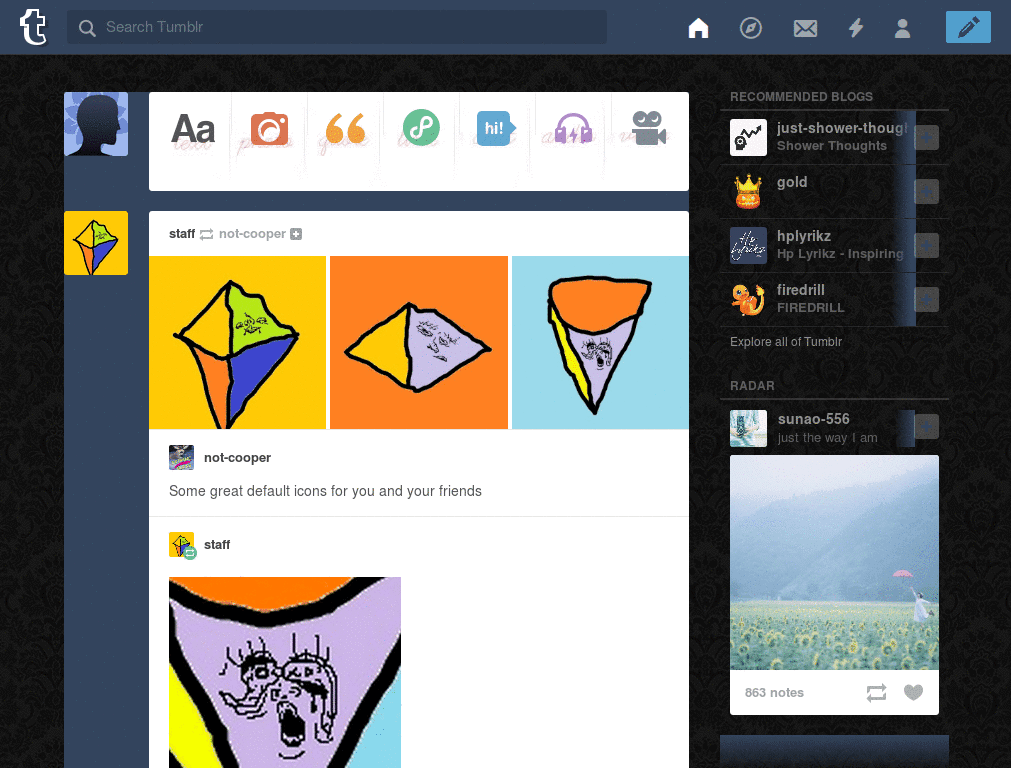 Search Tumblr
Aa
hi!
text
staff not-cooper
not-cooper
Some great default icons for you and your friends
staff
RECOMMENDED BLOGS
just-shower-though
Shower Thoughts
gold
hplyrikz
Hp Lyrikz - Inspiring
firedrill
FIREDRILL
Explore all of Tumblr
RADAR
sunao-556
just the way I am
863 notes